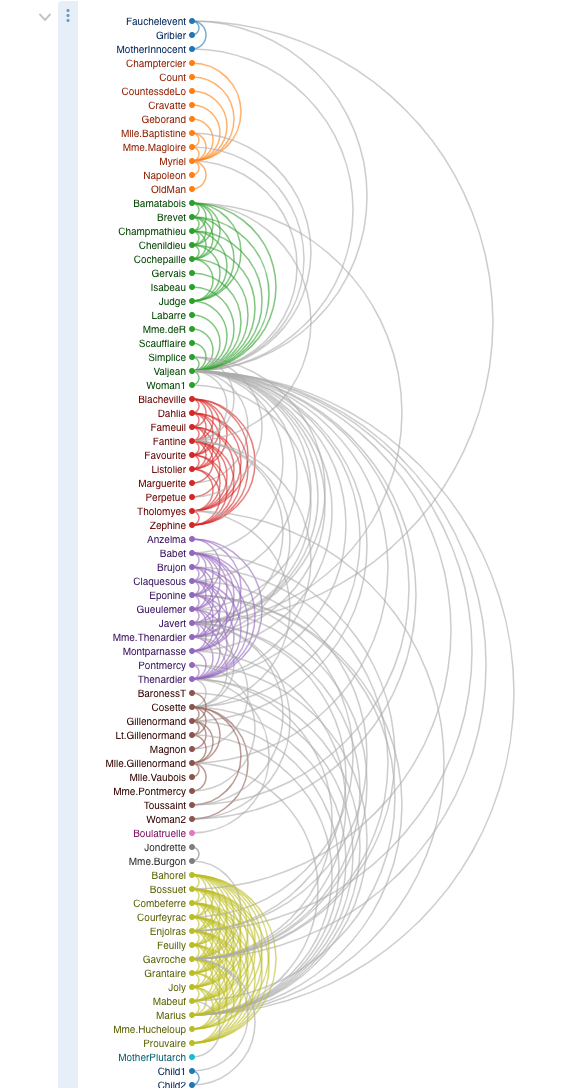 Fauchelevent
Gribier
MotherInnocent
Champtercier
Count
CountessdeLo
Cravatte
Geborand
Mlle.Baptistine
Mme.Magloire
Myriel
Napoleon
OldMan
Bamatabois
Brevet
Champmathieu
Chenildieu
Cochepaille
Gervais
Isabeau
Judge
Labarre
Mme.deR
Scaufflaire
Simplice
Valjean
Woman1
Blacheville
Dahlia
Fameuil
Fantine
Favourite
Listolier
Marguerite
Perpetue
Tholomyes
Zephine
Anzelma
Babet
Brujon
Claquesous
Eponine
Gueulemer
Javert
Mme.Thenardier
Montparnasse
Pontmercy
Thenardier
BaronessT
Cosette
Gillenormand
Lt.Gillenormand
Magnon
Mlle.Gillenormand
Mlle.Vaubois
Mme.Pontmercy
Toussaint
Woman2
Boulatruelle
Jondrette
Mme.Burgon
Bahorel
Bossuet
Combeferre
Courfeyrac
Enjolras
Feuilly
Gavroche
Grantaire
Joly
Mabeuf
Marius
Mme.Hucheloup
Prouvaire
MotherPlutarch
Child1
Child2